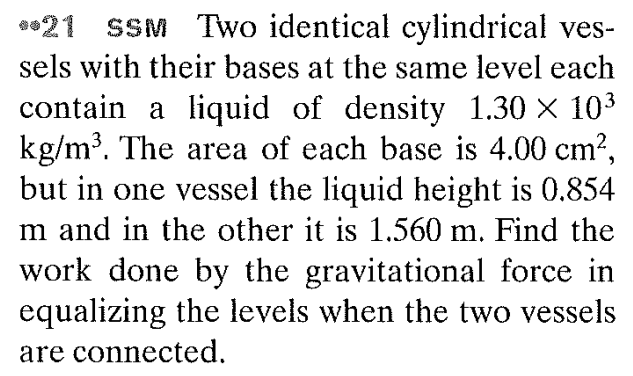 ••21 SSM Two identical cylindrical ves-
sels with their bases at the same level each
contain a liquid of density 1.30 × 10³
kg/m³. The area of each base is 4.00 cm²,
but in one vessel the liquid height is 0.854
m and in the other it is 1.560 m. Find the
work done by the gravitational force in
equalizing the levels when the two vessels
are connected.